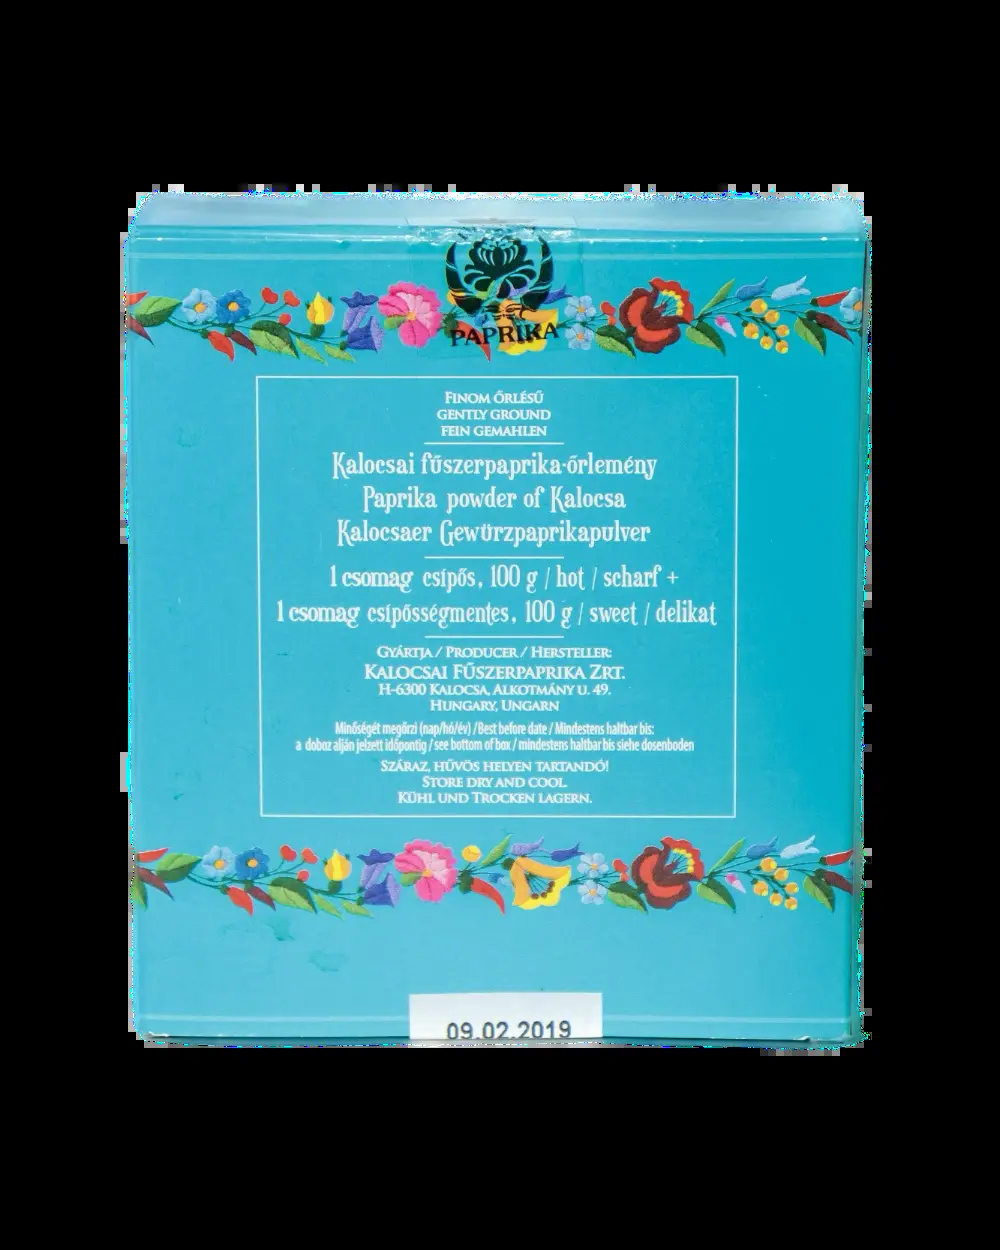 PAPRIKA
FINOM ŐRLÉSŰ
GENTLY GROUND
FEIN GEMAHLEN
Kalocsai fűszerpaprika-őrlemény
Paprika powder of Kalocsa
Kalocsaer Gewürzpaprikapulver
1 csomag csípős, 100 g / hot / scharf +
1 csomag csípősségmentes, 100 g / sweet / delikat
GYÁRTJA / PRODUCER / HERSTELLER:
KALOCSAI FŰSZERPAPRIKA ZRT.
H-6300 KALOCSA, ALKOTMÁNY U. 49.
HUNGARY, UNGARN
Minőségét megőrzi (nap/hó/év) / Best before date / Mindestens haltbar bis:
a doboz alján jelzett időpontig / see bottom of box / mindestens haltbar bis siehe dosenboden
SZÁRAZ, HŰVÖS HELYEN TARTANDÓ!
STORE DRY AND COOL.
KÜHL UND TROCKEN LAGERN.
09.02.2019